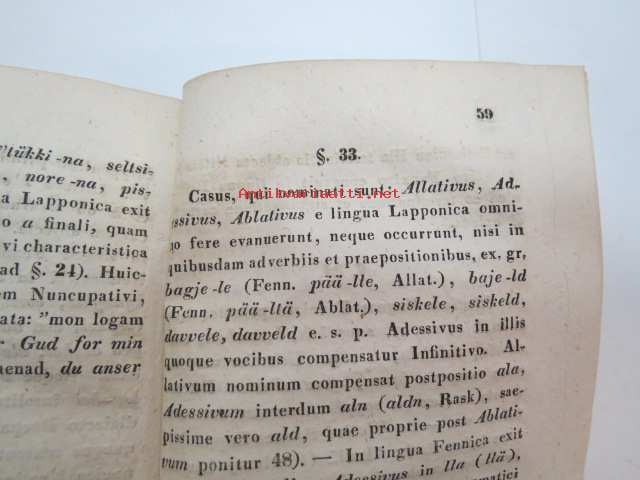 "tükki-na, seltsi-
nore-na, pis-
Lapponica exit
o a finali, quam
vi characteristica
ad §. 24). Huic-
em Nuncupativi,
ata: "mon logam
Gud for min
aenad, du anser
59
§. 33.
Casus, qui nominati sunt: Allativus, Ad-
essivus, Ablativus e lingua Lapponica omni-
no fere evanuerunt, neque occurrunt, nisi in
quibusdam adverbiis et praepositionibus, ex. gr.
bagje-le (Fenn. pää-lle, Allat.), baje-ld
(Fenn. pää-ltä, Ablat.), siskele, siskeld,
davvele, davveld e. s. p. Adessivus in illis
quoque vocibus compensatur Infinitivo. Al-
lativum nominum compensat postpositio ala,
Adessivum interdum aln (aldn, Rask), sae-
pissime vero ald, quae proprie post Ablati-
vum ponitur 48). — In lingua Fennica exit
Adessivus in lla (llä),
Antikvariaatti.net